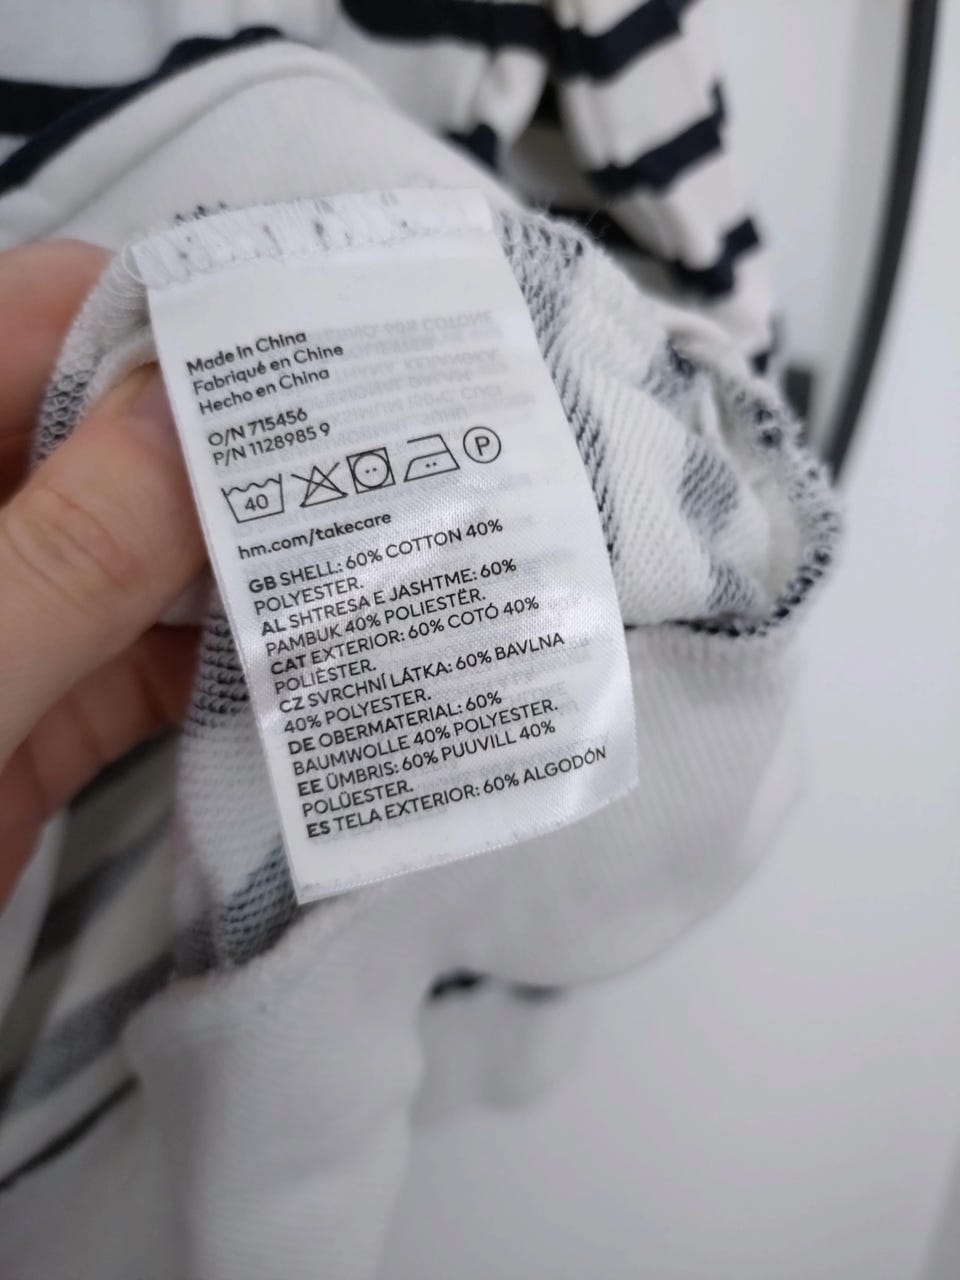 Made in China
Fabriqué en Chine
Hecho en China
O/N 715456
P/N 1128985 9
40 P
hm.com/takecare
GB SHELL: 60% COTTON 40%
POLYESTER.
AL SHTRESA E JASHTME: 60%
PAMBUK 40% POLIESTËR.
CAT EXTERIOR: 60% COTÓ 40%
POLIÈSTER.
CZ SVRCHNÍ LÁTKA: 60% BAVLNA
40% POLYESTER.
DE OBERMATERIAL: 60%
BAUMWOLLE 40% POLYESTER.
EE ÜMBRIS: 60% PUUVILL 40%
POLÜESTER.
ES TELA EXTERIOR: 60% ALGODÓN